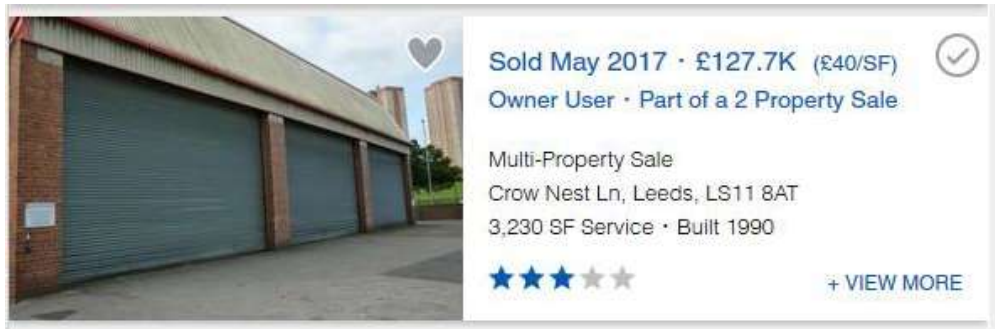 Sold May 2017 · £127.7K (£40/SF)
Owner User · Part of a 2 Property Sale
Multi-Property Sale
Crow Nest Ln, Leeds, LS11 8AT
3,230 SF Service · Built 1990
+ VIEW MORE